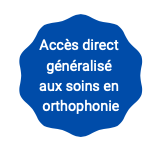 Accès direct
généralisé
aux soins en
orthophonie